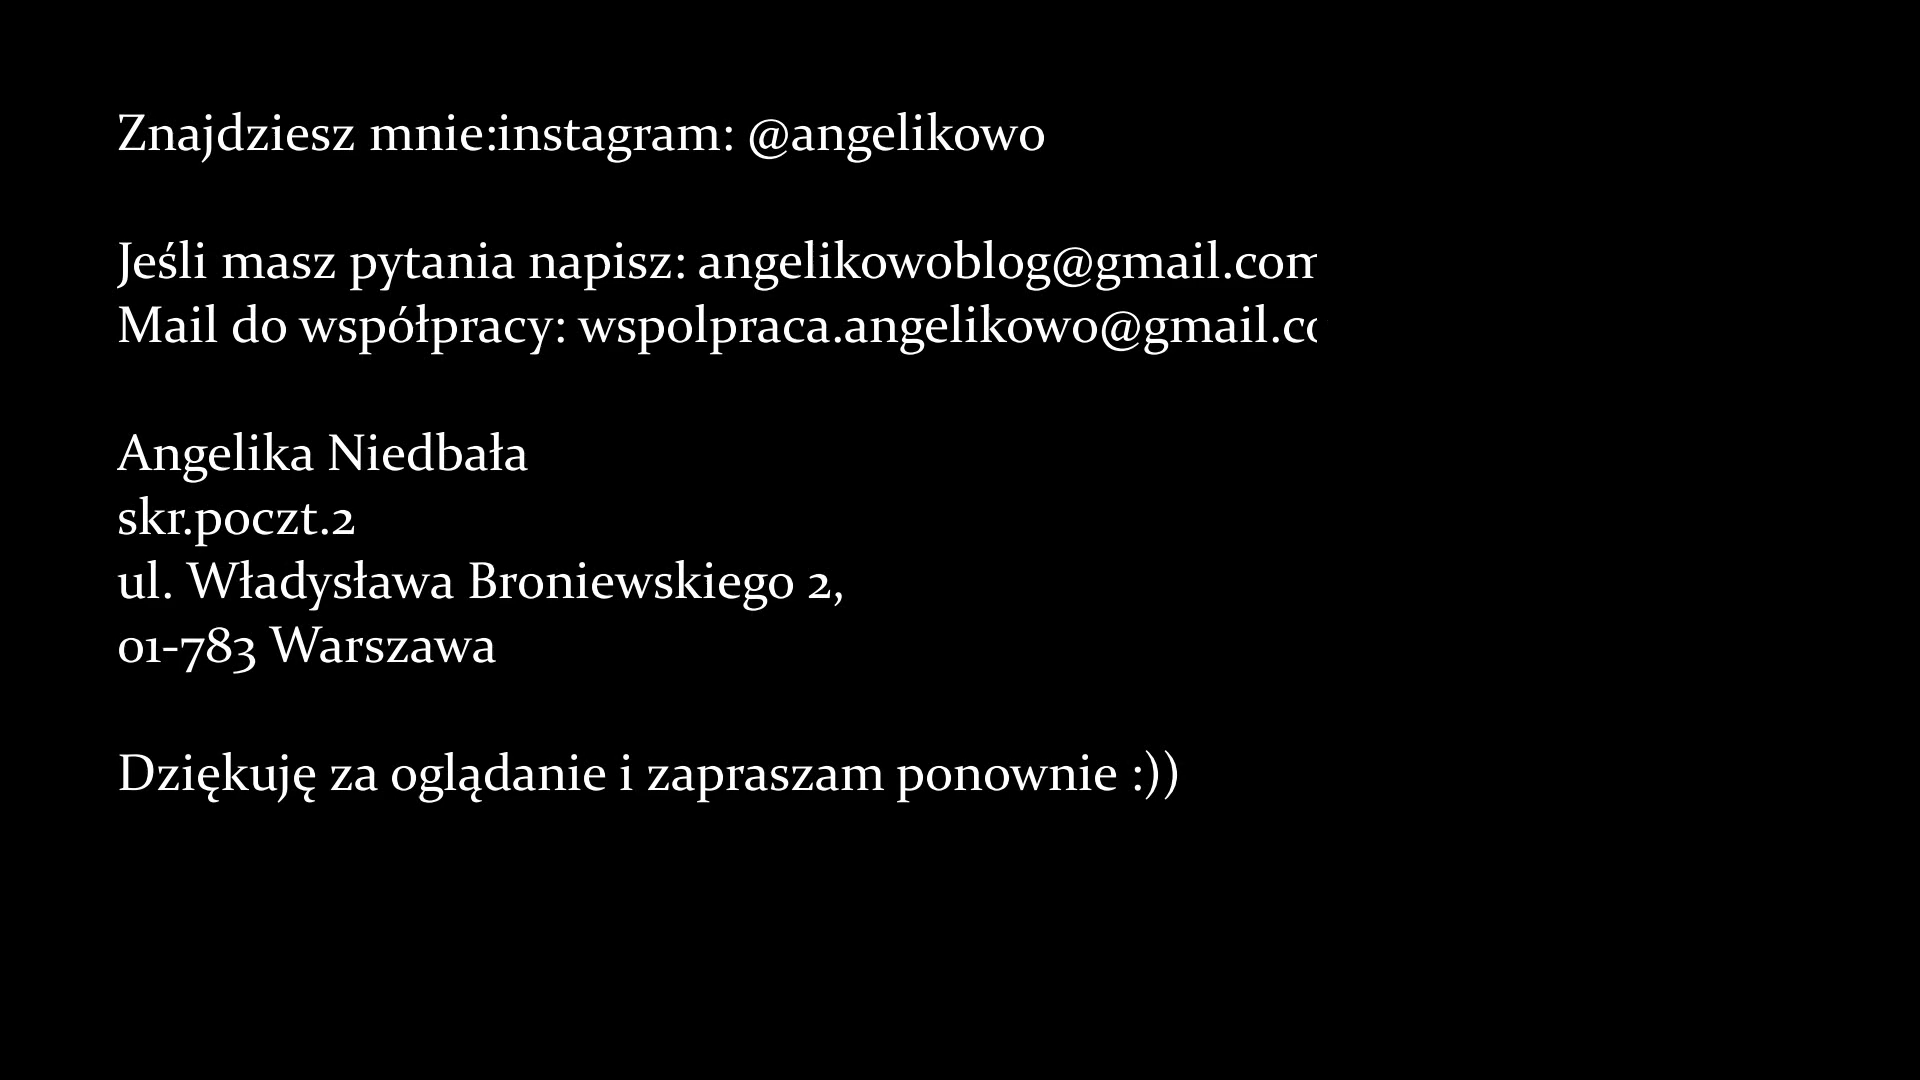 Znajdziesz mnie:instagram: @angelikowo
Jeśli masz pytania napisz: angelikowoblog@gmail.com
Mail do współpracy: wspolpraca.angelikowo@gmail.co
Angelika Niedbała
skr.poczt.2
ul. Władysława Broniewskiego 2,
01-783 Warszawa
Dziękuję za oglądanie i zapraszam ponownie :))